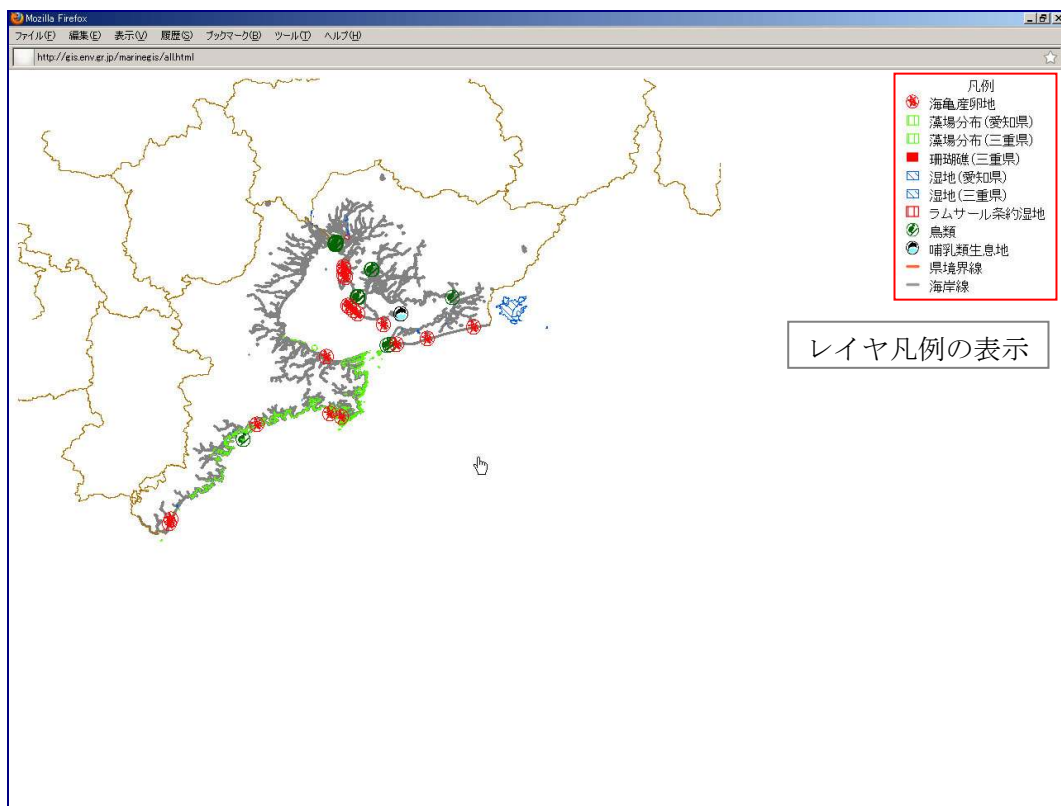 Mozilla Firefox
ファイル(F) 編集(E) 表示(V) 履歴(S) ブックマーク(B) ツール(T) ヘルプ(H)
http://gis.env.gr.jp/marinegis/all.html
凡例
海亀産卵地
藻場分布(愛知県)
藻場分布(三重県)
珊瑚礁(三重県)
湿地(愛知県)
湿地(三重県)
ラムサール条約湿地
鳥類
哺乳類生息地
県境界線
海岸線
レイヤ凡例の表示